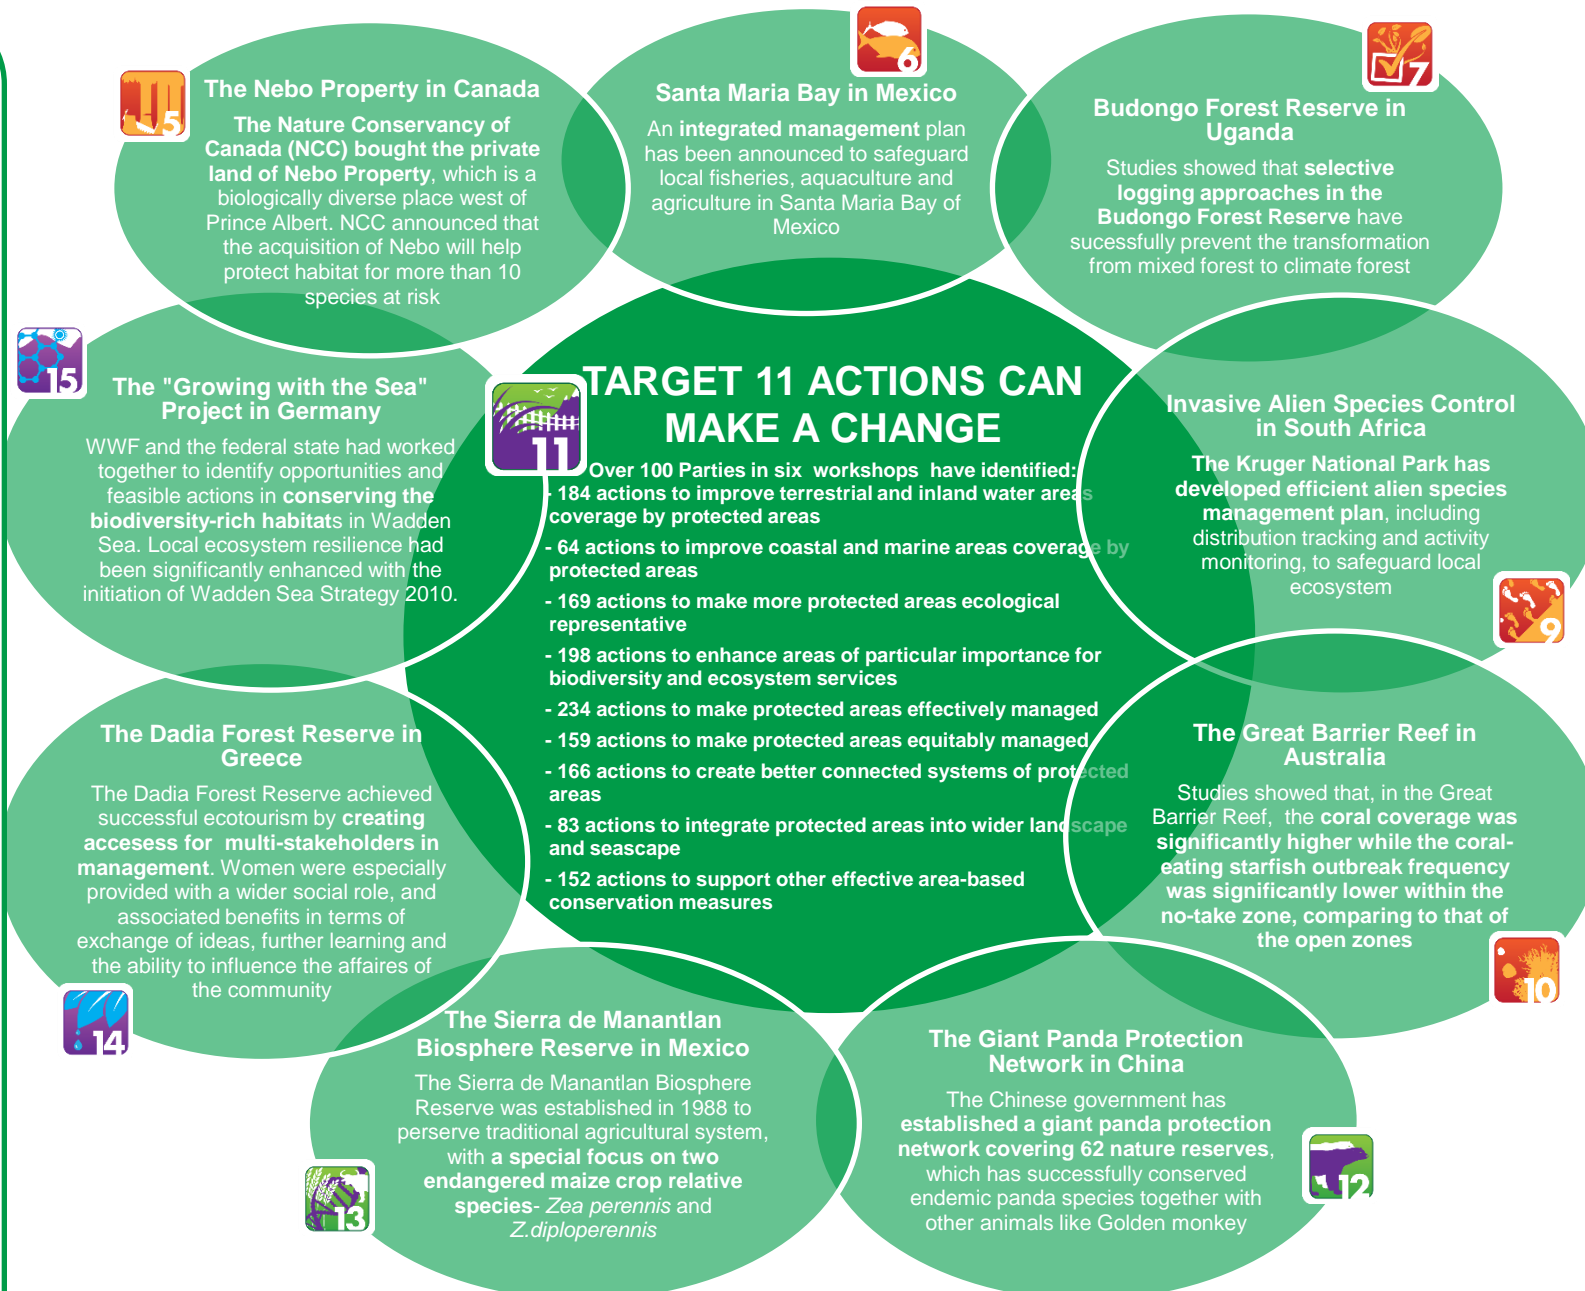 5
The Nebo Property in Canada
The Nature Conservancy of
Canada (NCC) bought the private
land of Nebo Property, which is a
biologically diverse place west of
Prince Albert. NCC announced that
the acquisition of Nebo will help
protect habitat for more than 10
species at risk
6
Santa Maria Bay in Mexico
An integrated management plan
has been announced to safeguard
local fisheries, aquaculture and
agriculture in Santa Maria Bay of
Mexico
7
Budongo Forest Reserve in
Uganda
Studies showed that selective
logging approaches in the
Budongo Forest Reserve have
sucessfully prevent the transformation
from mixed forest to climate forest
15
The "Growing with the Sea"
Project in Germany
WWF and the federal state had worked
together to identify opportunities and
feasible actions in conserving the
biodiversity-rich habitats in Wadden
Sea. Local ecosystem resilience had
been significantly enhanced with the
initiation of Wadden Sea Strategy 2010.
11
TARGET 11 ACTIONS CAN
MAKE A CHANGE
Over 100 Parties in six workshops have identified:
- 184 actions to improve terrestrial and inland water areas
coverage by protected areas
- 64 actions to improve coastal and marine areas coverage by
protected areas
- 169 actions to make more protected areas ecological
representative
- 198 actions to enhance areas of particular importance for
biodiversity and ecosystem services
- 234 actions to make protected areas effectively managed
- 159 actions to make protected areas equitably managed
- 166 actions to create better connected systems of protected
areas
- 83 actions to integrate protected areas into wider landscape
and seascape
- 152 actions to support other effective area-based
conservation measures
Invasive Alien Species Control
in South Africa
The Kruger National Park has
developed efficient alien species
management plan, including
distribution tracking and activity
monitoring, to safeguard local
ecosystem
9
The Dadia Forest Reserve in
Greece
The Dadia Forest Reserve achieved
successful ecotourism by creating
accesess for multi-stakeholders in
management. Women were especially
provided with a wider social role, and
associated benefits in terms of
exchange of ideas, further learning and
the ability to influence the affaires of
the community
14
The Great Barrier Reef in
Australia
Studies showed that, in the Great
Barrier Reef, the coral coverage was
significantly higher while the coral-
eating starfish outbreak frequency
was significantly lower within the
no-take zone, comparing to that of
the open zones
10
The Sierra de Manantlan
Biosphere Reserve in Mexico
The Sierra de Manantlan Biosphere
Reserve was established in 1988 to
perserve traditional agricultural system,
with a special focus on two
endangered maize crop relative
species- Zea perennis and
Z.diploperennis
13
The Giant Panda Protection
Network in China
The Chinese government has
established a giant panda protection
network covering 62 nature reserves,
which has successfully conserved
endemic panda species together with
other animals like Golden monkey
12